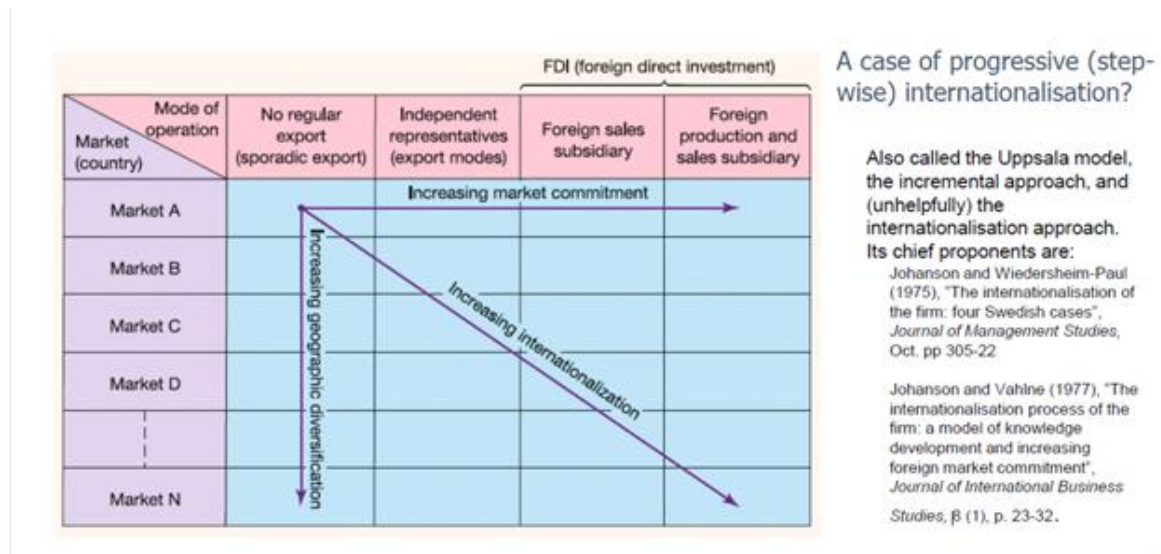 FDI (foreign direct investment)
Mode of
operation
Market
(country)
No regular
export
(sporadic export)
Independent
representatives
(export modes)
Foreign sales
subsidiary
Foreign
production and
sales subsidiary
Market A
Increasing market commitment
Market B
Market C
Market D
Market N
Increasing geographic diversification
Increasing internationalization
A case of progressive (step-
wise) internationalisation?
Also called the Uppsala model,
the incremental approach, and
(unhelpfully) the
internationalisation approach.
Its chief proponents are:
Johanson and Wiedersheim-Paul
(1975), "The internationalisation of
the firm: four Swedish cases",
Journal of Management Studies,
Oct. pp 305-22
Johanson and Vahlne (1977), "The
internationalisation process of the
firm: a model of knowledge
development and increasing
foreign market commitment",
Journal of International Business
Studies, β (1), p. 23-32.